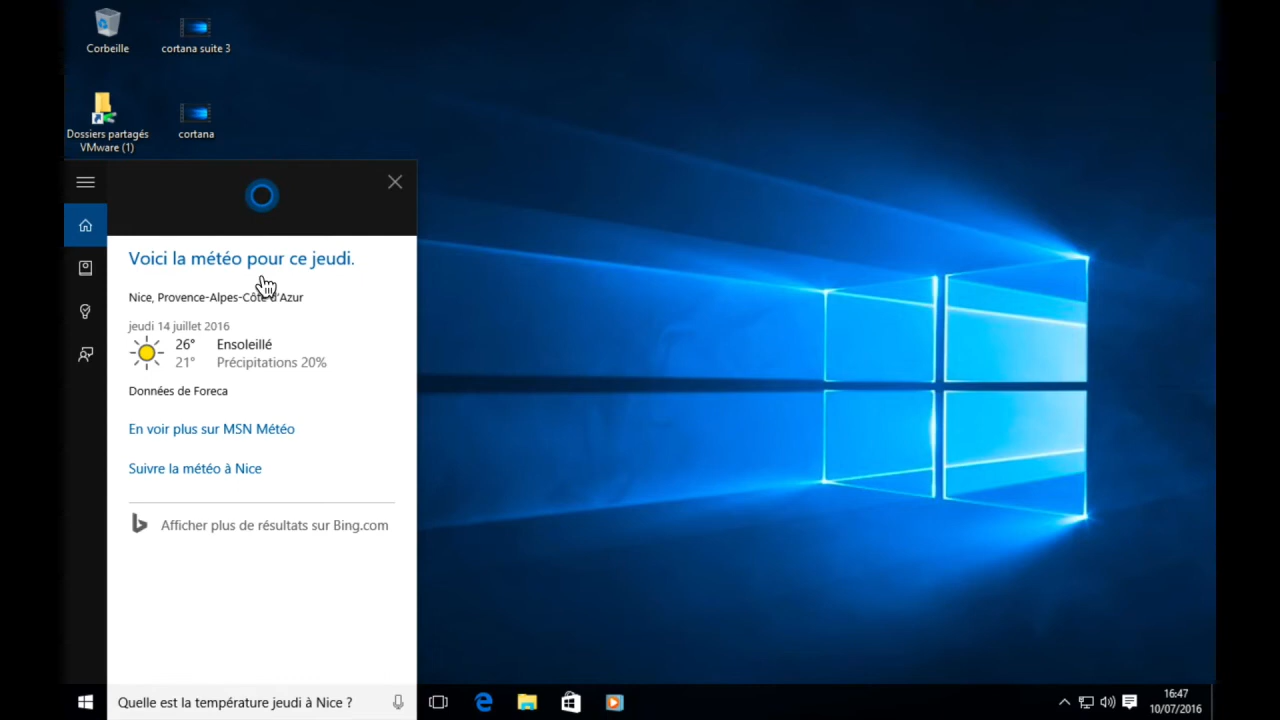 Corbeille
cortana suite 3
Dossiers partagés
VMware (1)
cortana
Voici la météo pour ce jeudi.
Nice, Provence-Alpes-Côte d'Azur
jeudi 14 juillet 2016
26° Ensoleillé
21° Précipitations 20%
Données de Foreca
En voir plus sur MSN Météo
Suivre la météo à Nice
Afficher plus de résultats sur Bing.com
Quelle est la température jeudi à Nice ?
16:47
10/07/2016